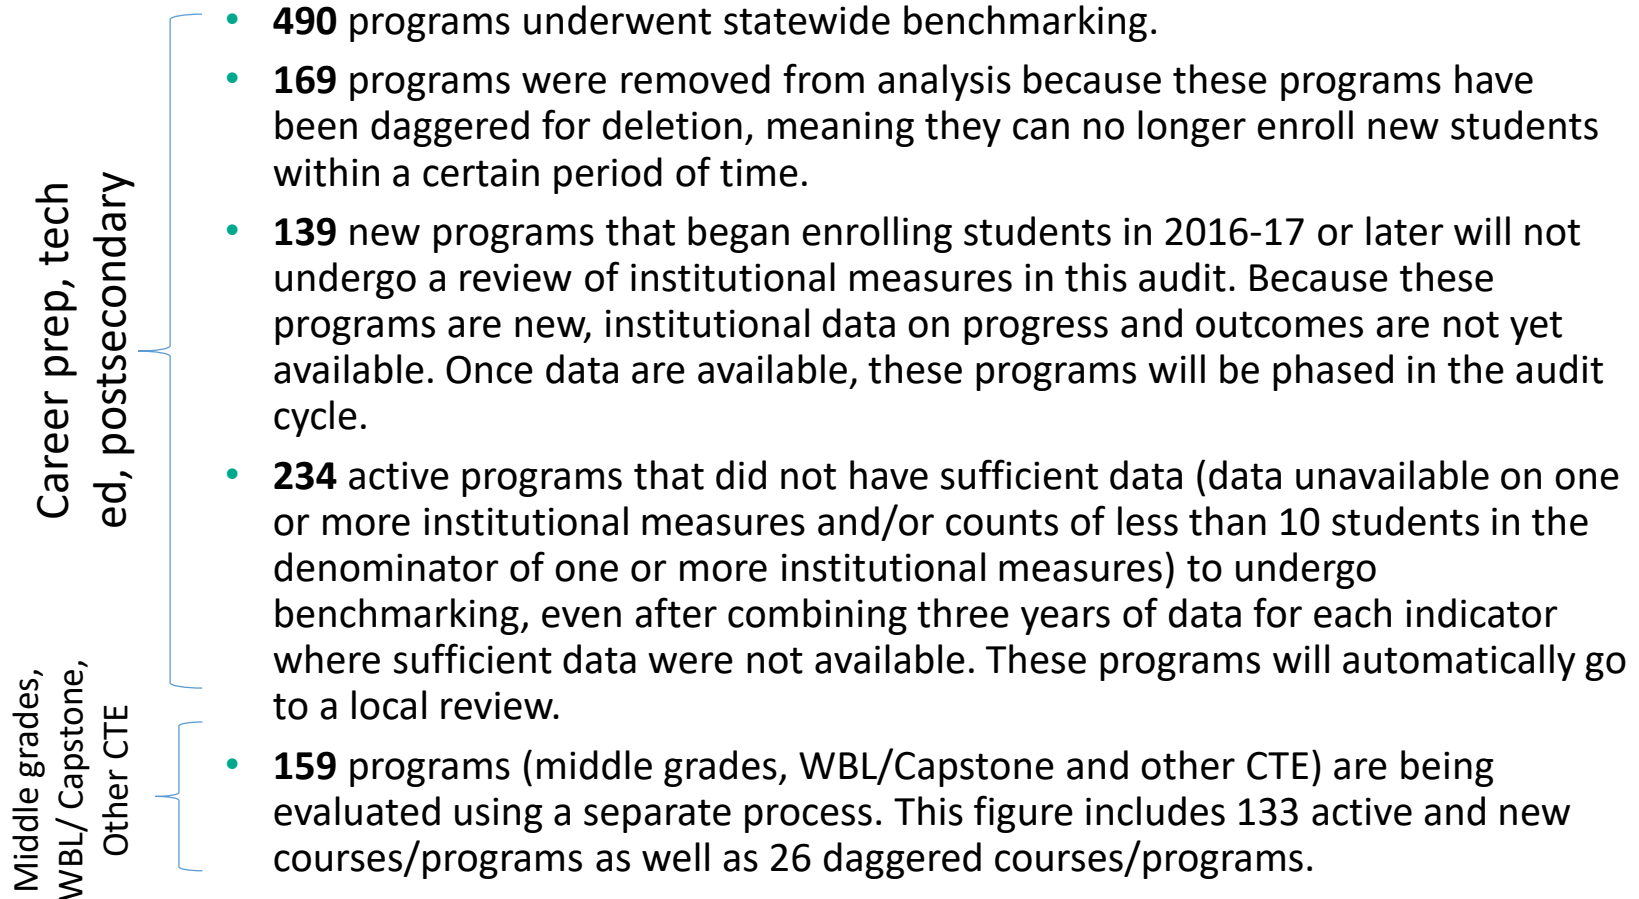 Career prep, tech
ed, postsecondary
• 490 programs underwent statewide benchmarking.
• 169 programs were removed from analysis because these programs have
been daggered for deletion, meaning they can no longer enroll new students
within a certain period of time.
• 139 new programs that began enrolling students in 2016-17 or later will not
undergo a review of institutional measures in this audit. Because these
programs are new, institutional data on progress and outcomes are not yet
available. Once data are available, these programs will be phased in the audit
cycle.
• 234 active programs that did not have sufficient data (data unavailable on one
or more institutional measures and/or counts of less than 10 students in the
denominator of one or more institutional measures) to undergo
benchmarking, even after combining three years of data for each indicator
where sufficient data were not available. These programs will automatically go
to a local review.
Middle grades,
WBL/ Capstone,
Other CTE
• 159 programs (middle grades, WBL/Capstone and other CTE) are being
evaluated using a separate process. This figure includes 133 active and new
courses/programs as well as 26 daggered courses/programs.